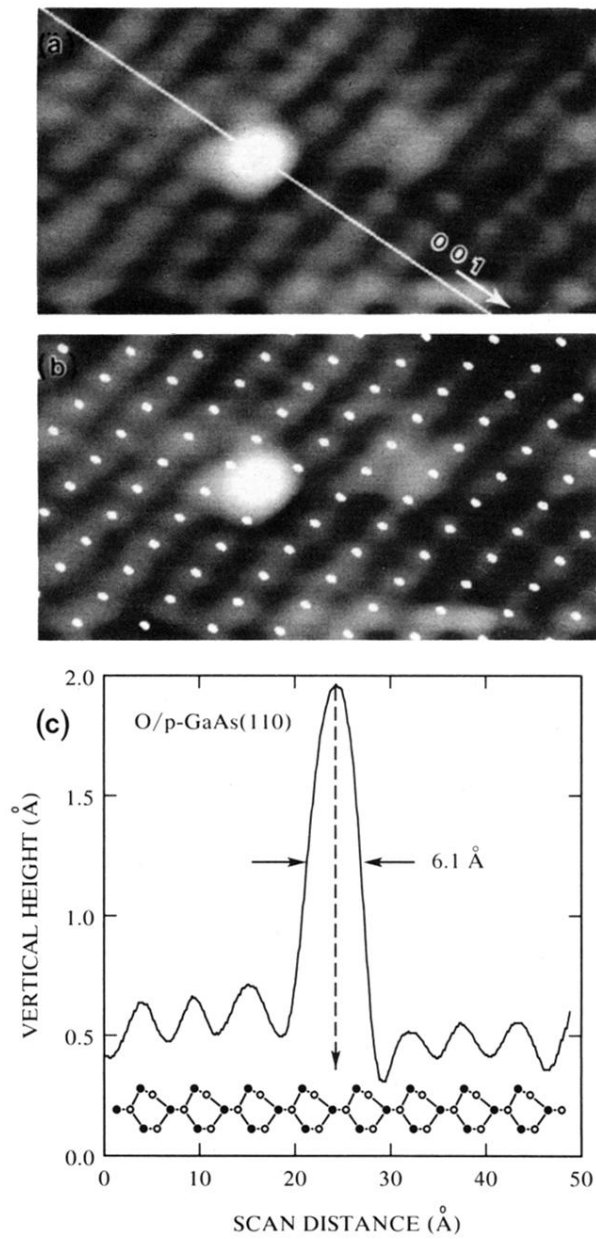 (a)
001
(b)
(c)
O/p-GaAs(110)
6.1 Å
VERTICAL HEIGHT (Å)
2.0
1.5
1.0
0.5
0.0
0 10 20 30 40 50
SCAN DISTANCE (Å)